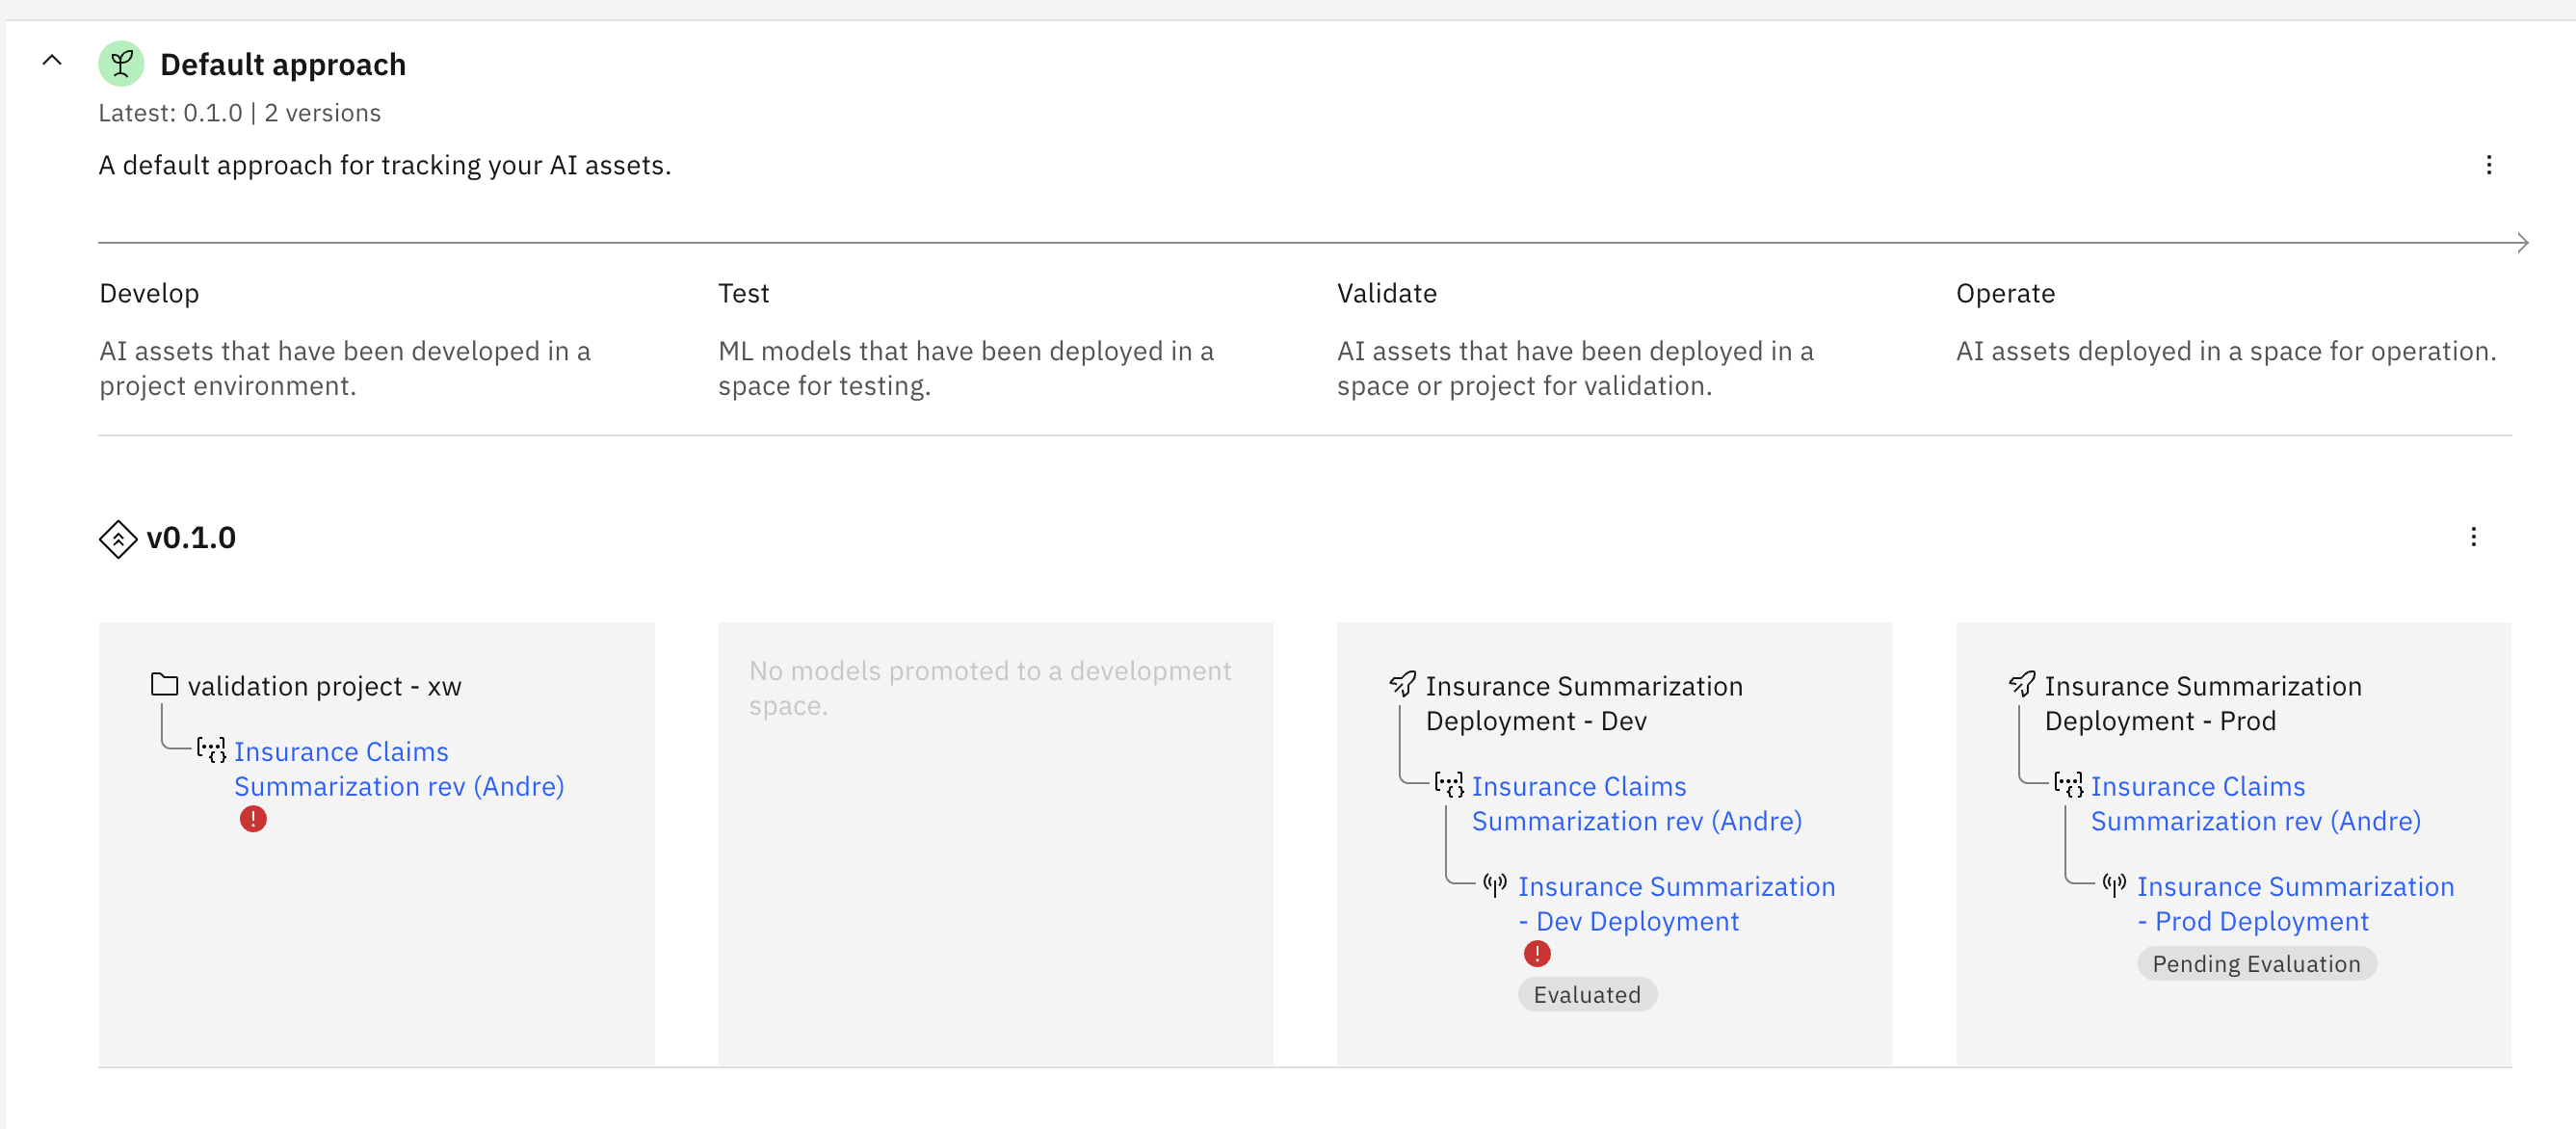 Default approach
Latest: 0.1.0 | 2 versions
A default approach for tracking your AI assets.
Develop
AI assets that have been developed in a
project environment.
Test
ML models that have been deployed in a
space for testing.
Validate
AI assets that have been deployed in a
space or project for validation.
Operate
AI assets deployed in a space for operation.
v0.1.0
validation project - xw
Insurance Claims
Summarization rev (Andre)
No models promoted to a development
space.
Insurance Summarization
Deployment - Dev
Insurance Claims
Summarization rev (Andre)
Insurance Summarization
- Dev Deployment
Evaluated
Insurance Summarization
Deployment - Prod
Insurance Claims
Summarization rev (Andre)
Insurance Summarization
- Prod Deployment
Pending Evaluation